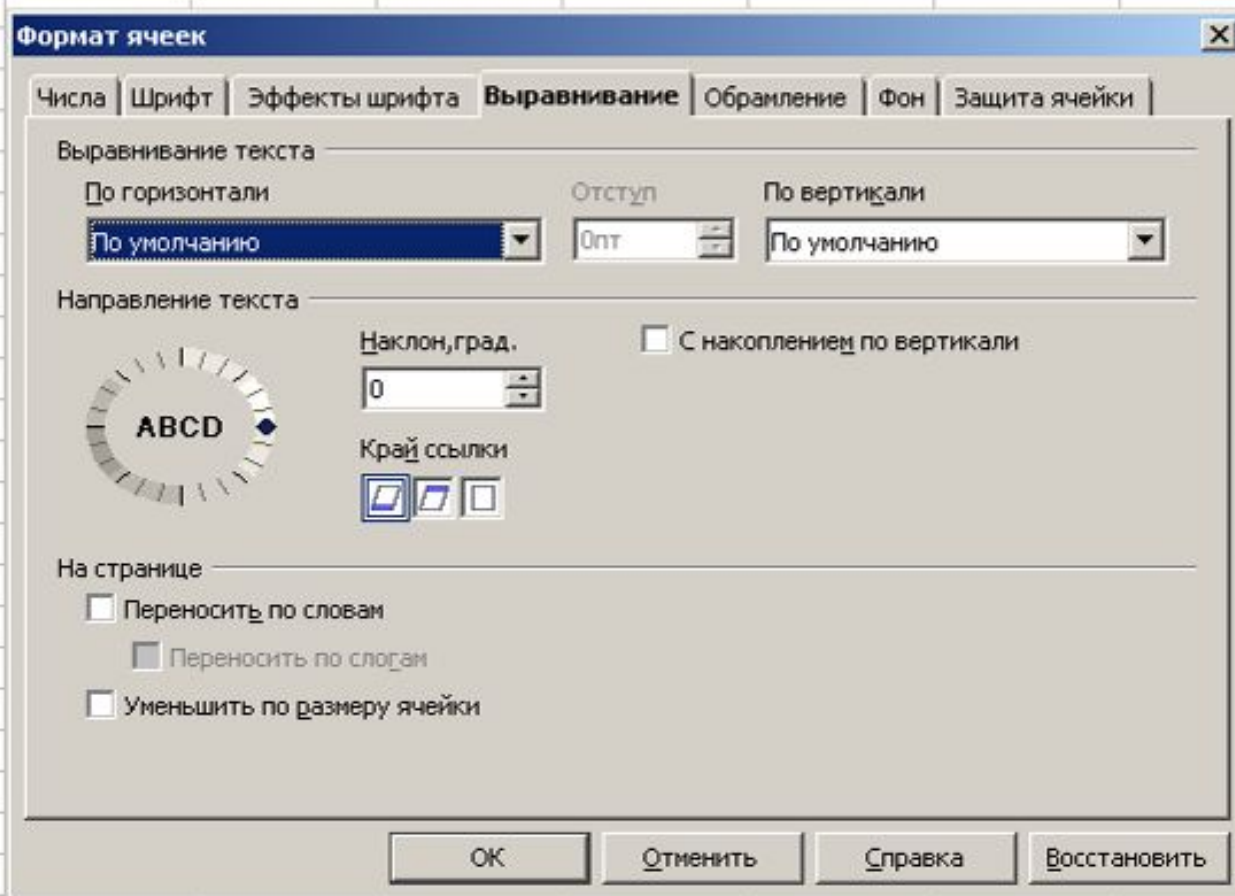 Формат ячеек
Числа Шрифт Эффекты шрифта Выравнивание Обрамление Фон Защита ячейки
Выравнивание текста
По горизонтали Отступ По вертикали
По умолчанию 0пт По умолчанию
Направление текста
Наклон,град. С накоплением по вертикали
0
ABCD
Край ссылки
На странице
Переносить по словам
Переносить по слогам
Уменьшить по размеру ячейки
ОК Отменить Справка Восстановить